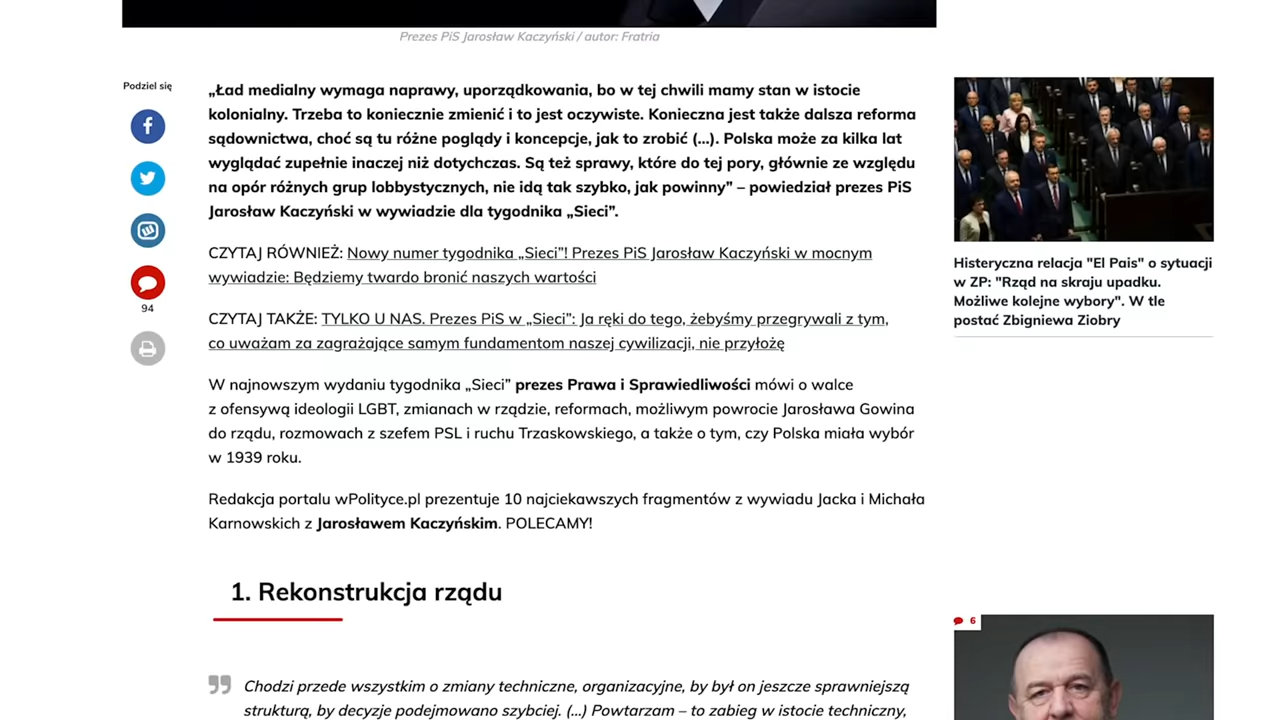 Prezes PiS Jarosław Kaczyński / autor: Fratria
Podziel się
94
„Ład medialny wymaga naprawy, uporządkowania, bo w tej chwili mamy stan w istocie
kolonialny. Trzeba to koniecznie zmienić i to jest oczywiste. Konieczna jest także dalsza reforma
sądownictwa, choć są tu różne poglądy i koncepcje, jak to zrobić (...). Polska może za kilka lat
wyglądać zupełnie inaczej niż dotychczas. Są też sprawy, które do tej pory, głównie ze względu
na opór różnych grup lobbystycznych, nie idą tak szybko, jak powinny” – powiedział prezes PiS
Jarosław Kaczyński w wywiadzie dla tygodnika „Sieci”.
CZYTAJ RÓWNIEŻ: Nowy numer tygodnika „Sieci”! Prezes PiS Jarosław Kaczyński w mocnym
wywiadzie: Będziemy twardo bronić naszych wartości
CZYTAJ TAKŻE: TYLKO U NAS. Prezes PiS w „Sieci”: Ja ręki do tego, żebyśmy przegrywali z tym,
co uważam za zagrażające samym fundamentom naszej cywilizacji, nie przyłożę
W najnowszym wydaniu tygodnika „Sieci” prezes Prawa i Sprawiedliwości mówi o walce
z ofensywą ideologii LGBT, zmianach w rządzie, reformach, możliwym powrocie Jarosława Gowina
do rządu, rozmowach z szefem PSL i ruchu Trzaskowskiego, a także o tym, czy Polska miała wybór
w 1939 roku.
Redakcja portalu wPolityce.pl prezentuje 10 najciekawszych fragmentów z wywiadu Jacka i Michała
Karnowskich z Jarosławem Kaczyńskim. POLECAMY!
1. Rekonstrukcja rządu
Chodzi przede wszystkim o zmiany techniczne, organizacyjne, by był on jeszcze sprawniejszą
strukturą, by decyzje podejmowano szybciej. (...) Powtarzam – to zabieg w istocie techniczny,
Histeryczna relacja "El Pais" o sytuacji
w ZP: "Rząd na skraju upadku.
Możliwe kolejne wybory". W tle
postać Zbigniewa Ziobry
6